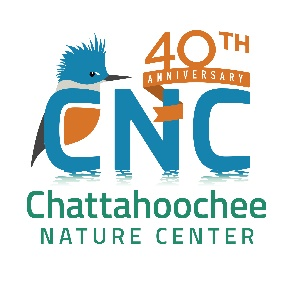 40TH
ANNIVERSARY
CNC
Chattahoochee
NATURE CENTER